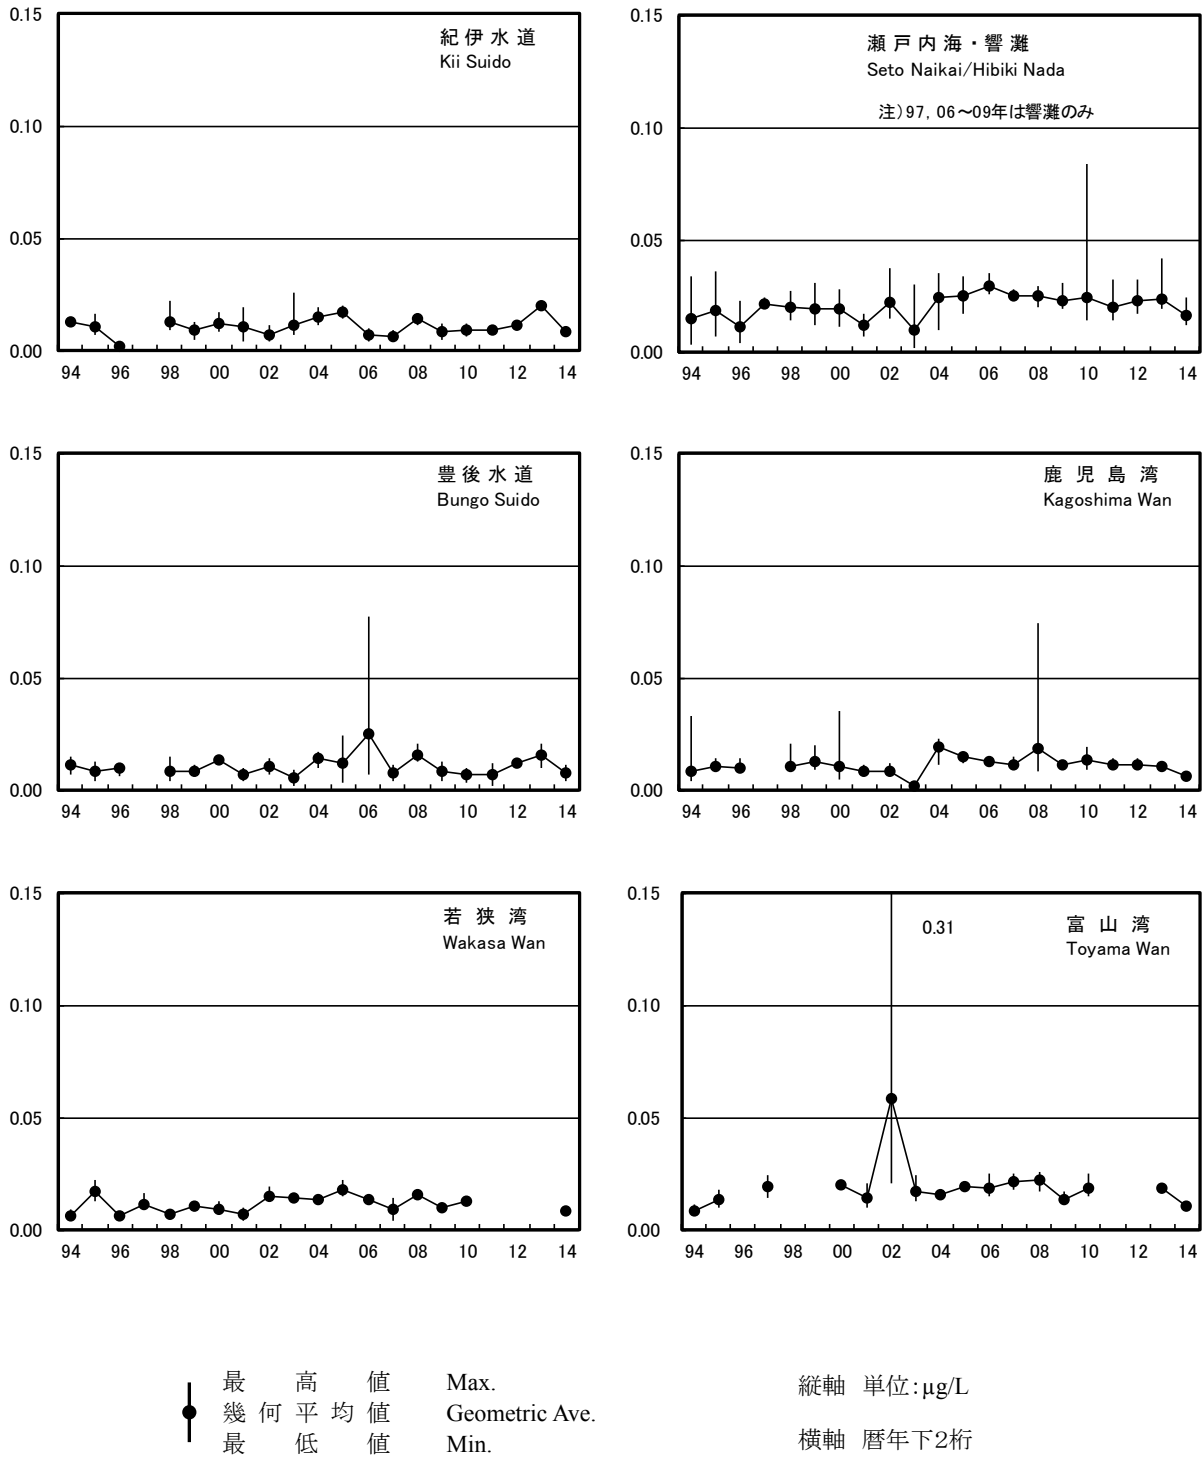 0.15
0.10
0.05
0.00
紀伊水道
Kii Suido
94 96 98 00 02 04 06 08 10 12 14
0.15
0.10
0.05
0.00
瀬戸内海・響灘
Seto Naikai/Hibiki Nada
注)97, 06～09年は響灘のみ
94 96 98 00 02 04 06 08 10 12 14
0.15
0.10
0.05
0.00
豊後水道
Bungo Suido
94 96 98 00 02 04 06 08 10 12 14
0.15
0.10
0.05
0.00
鹿児島湾
Kagoshima Wan
94 96 98 00 02 04 06 08 10 12 14
0.15
0.10
0.05
0.00
若狭湾
Wakasa Wan
94 96 98 00 02 04 06 08 10 12 14
0.15
0.10
0.05
0.00
0.31
富山湾
Toyama Wan
94 96 98 00 02 04 06 08 10 12 14
最高値 Max.
幾何平均値 Geometric Ave.
最低値 Min.
縦軸 単位:μg/L
横軸 暦年下2桁